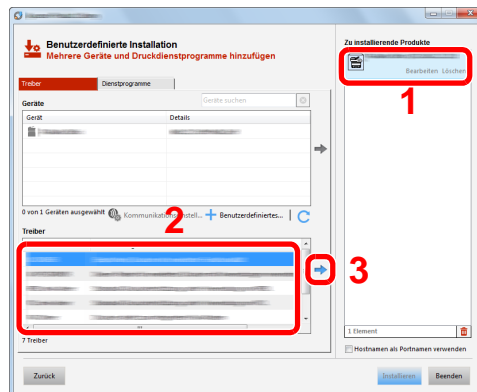 Benutzerdefinierte Installation
Mehrere Geräte und Druckdienstprogramme hinzufügen
Treiber
Dienstprogramme
Geräte
Geräte suchen
Gerät
Details
0 von 1 Geräten ausgewählt
Kommunikationseinstell...
Benutzerdefiniertes...
2
Treiber
3
7 Treiber
Zu installierende Produkte
Bearbeiten Löschen
1
1 Element
Hostnamen als Portnamen verwenden
Zurück
Installieren
Beenden